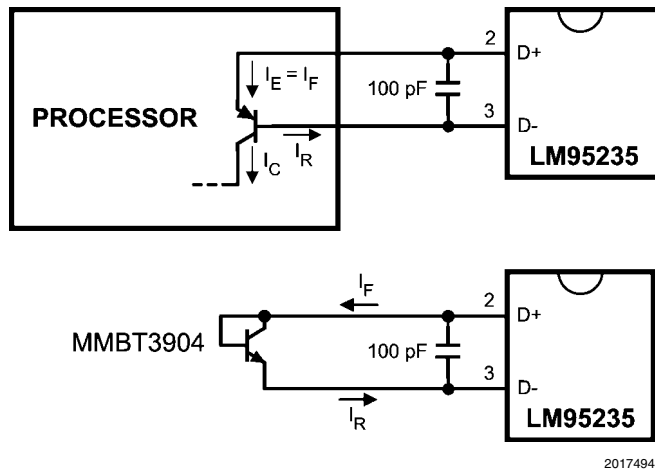 2
D+
I_E = I_F
100 pF
PROCESSOR
3
D-
I_R
I_C
LM95235
I_F
2
D+
MMBT3904
100 pF
3
D-
I_R
LM95235
2017494